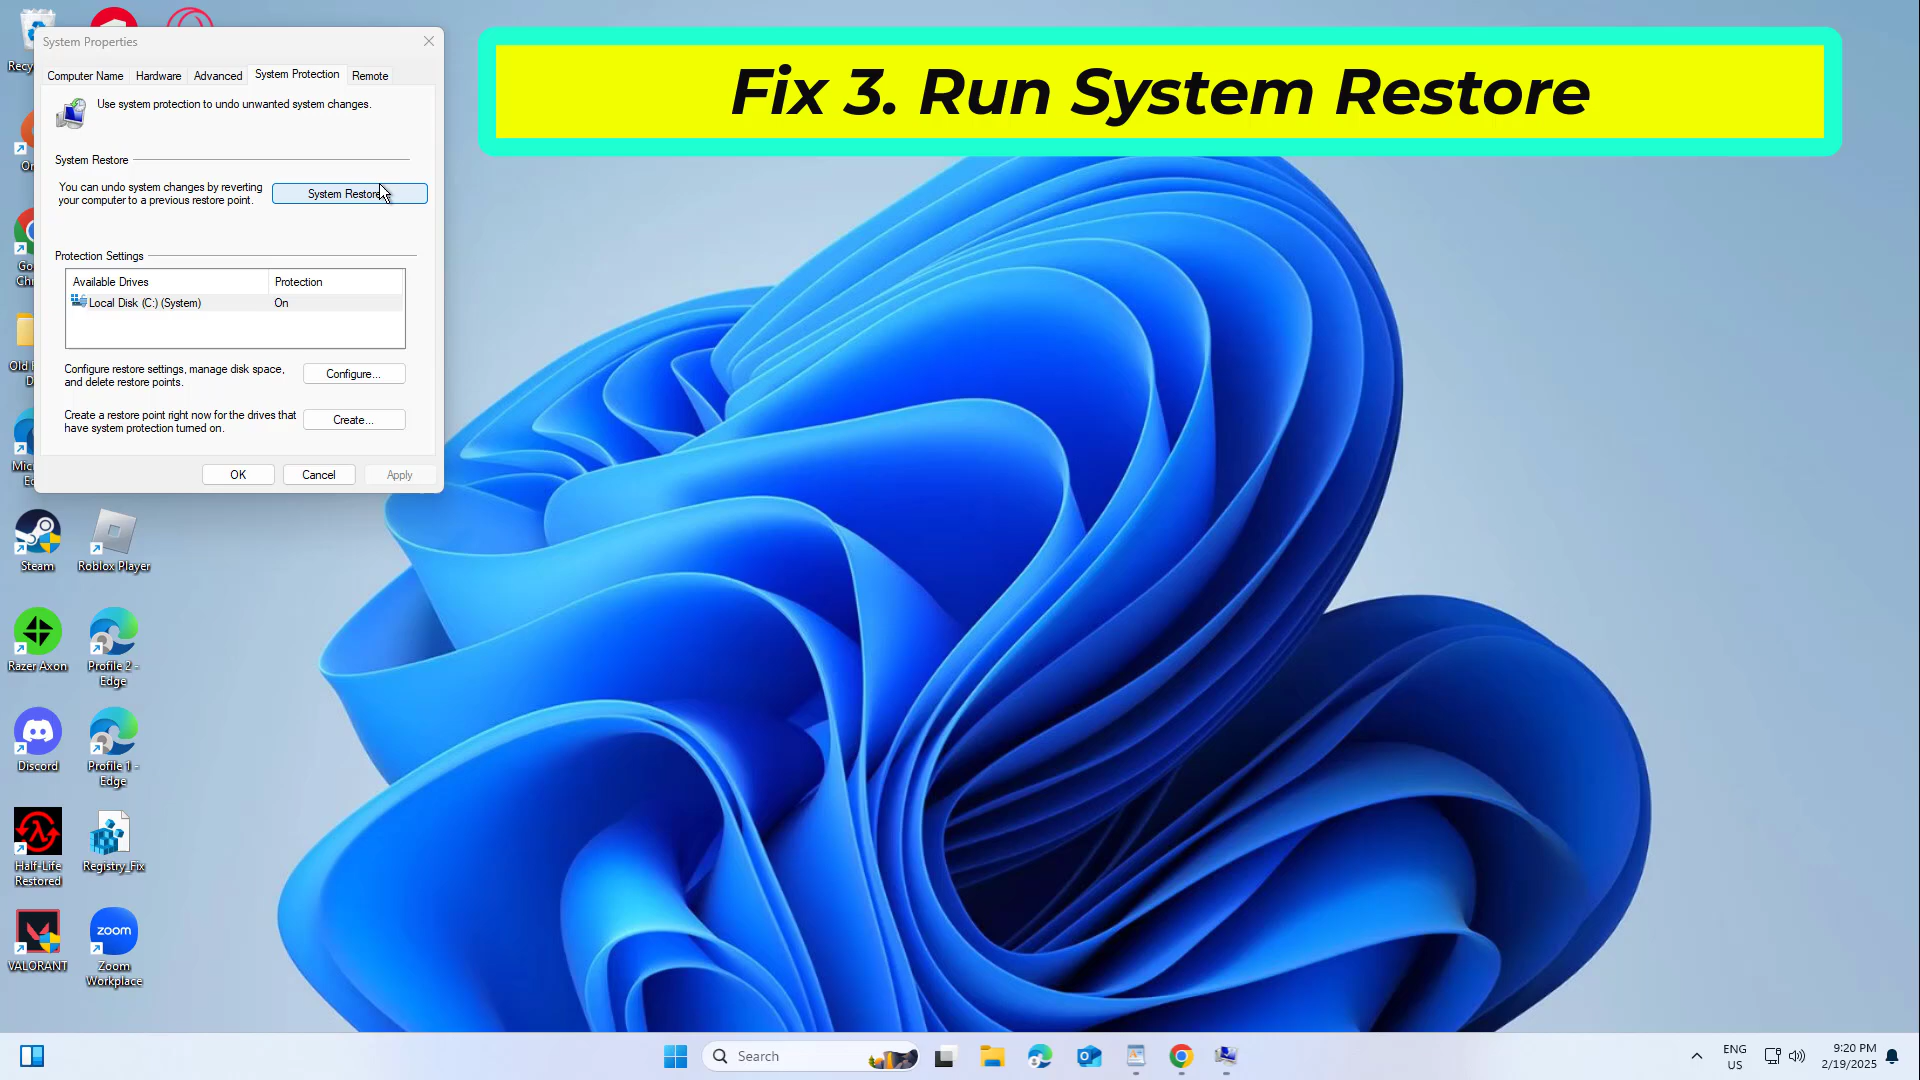 System Properties
Fix 3. Run System Restore
Computer Name
Hardware
Advanced
System Protection
Remote
Use system protection to undo unwanted system changes.
System Restore
You can undo system changes by reverting
your computer to a previous restore point.
System Restore
Protection Settings
Available Drives
Protection
Local Disk (C:) (System)
On
Configure restore settings, manage disk space,
and delete restore points.
Configure...
Create a restore point right now for the drives that
have system protection turned on.
Create...
OK
Cancel
Apply
Steam
Roblox Player
Razer Axon
Profile 2 -
Edge
Discord
Profile 1 -
Edge
Half-Life
Restored
Registry_Fix
VALORANT
zoom
Zoom
Workplace
Search
ENG
US
9:20 PM
2/19/2025